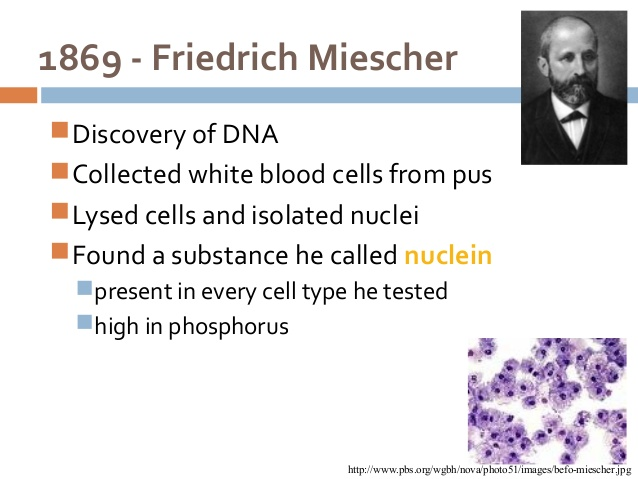 1869 - Friedrich Miescher
Discovery of DNA
Collected white blood cells from pus
Lysed cells and isolated nuclei
Found a substance he called nuclein
present in every cell type he tested
high in phosphorus
http://www.pbs.org/wgbh/nova/photo51/images/befo-miescher.jpg